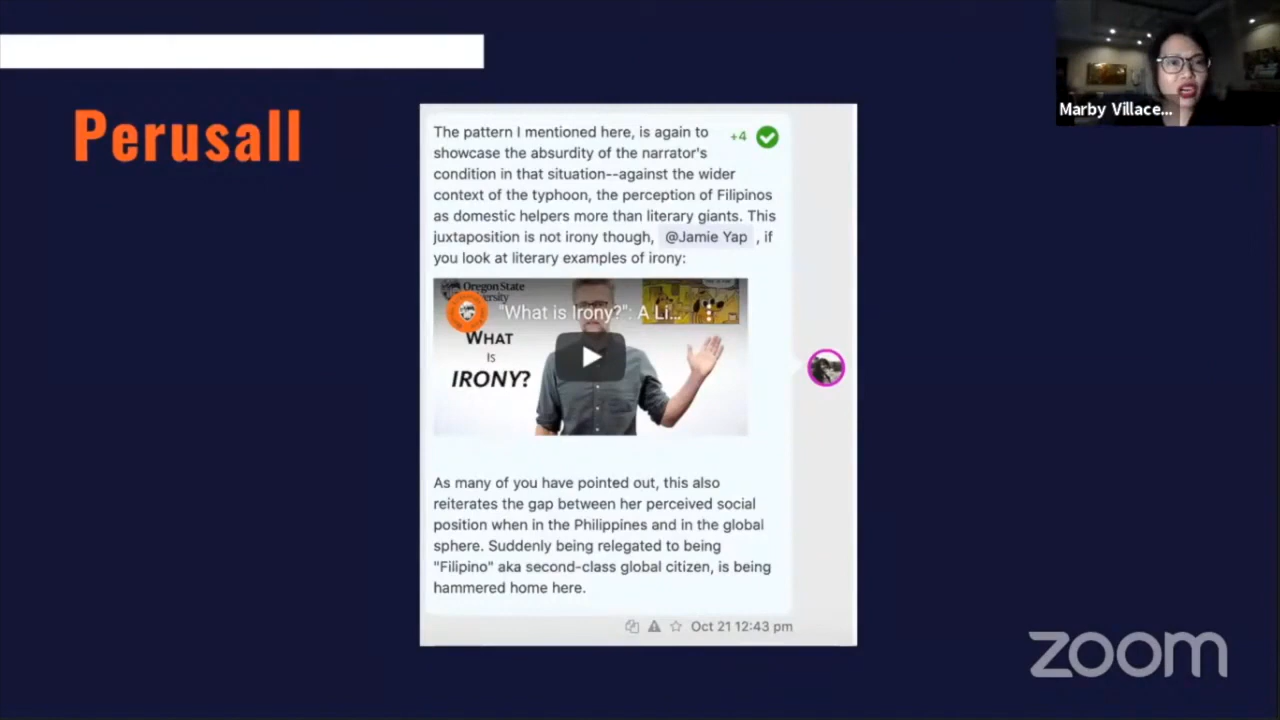 Marby Villace...
Perusall
The pattern I mentioned here, is again to
+4
showcase the absurdity of the narrator's
condition in that situation--against the wider
context of the typhoon, the perception of Filipinos
as domestic helpers more than literary giants. This
juxtaposition is not irony though, @Jamie Yap , if
you look at literary examples of irony:
Oregon State
"What is Irony?": A Li...
WHAT
IS
IRONY?
As many of you have pointed out, this also
reiterates the gap between her perceived social
position when in the Philippines and in the global
sphere. Suddenly being relegated to being
"Filipino" aka second-class global citizen, is being
hammered home here.
Oct 21 12:43 pm
zoom